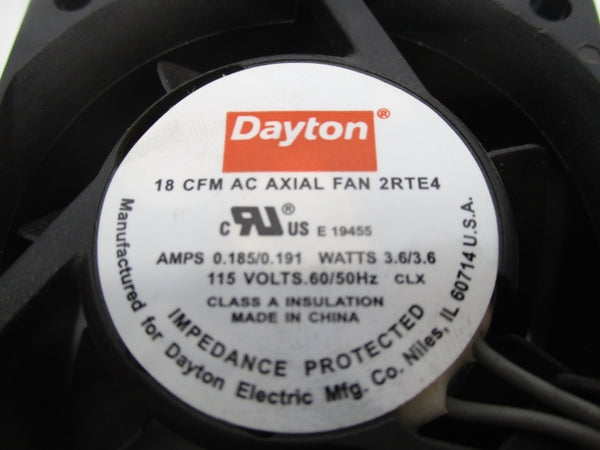 Dayton®
18 CFM AC AXIAL FAN 2RTE4
c RU ® US E 19455
AMPS 0.185/0.191 WATTS 3.6/3.6
115 VOLTS.60/50Hz CLX
CLASS A INSULATION
MADE IN CHINA
IMPEDANCE PROTECTED
Manufactured for Dayton Electric Mfg. Co. Niles, IL 60714 U.S.A.